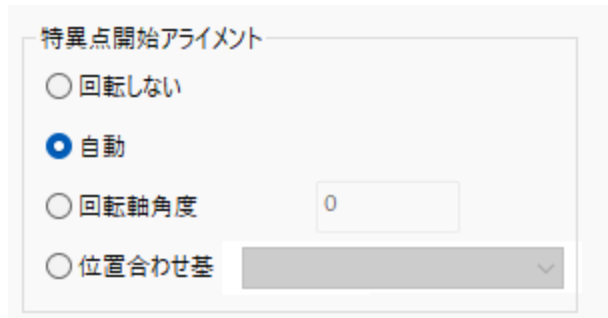 特異点開始アライメント
回転しない
自動
回転軸角度 0
位置合わせ基